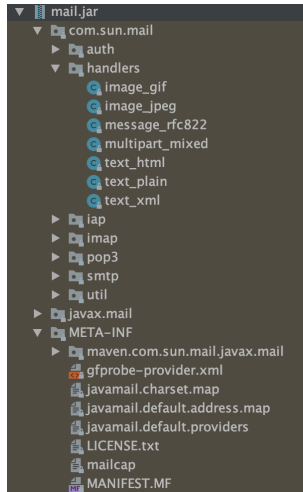 mail.jar
com.sun.mail
auth
handlers
image_gif
image_jpeg
message_rfc822
multipart_mixed
text_html
text_plain
text_xml
iap
imap
pop3
smtp
util
javax.mail
META-INF
maven.com.sun.mail.javax.mail
gfprobe-provider.xml
javamail.charset.map
javamail.default.address.map
javamail.default.providers
LICENSE.txt
mailcap
MANIFEST.MF